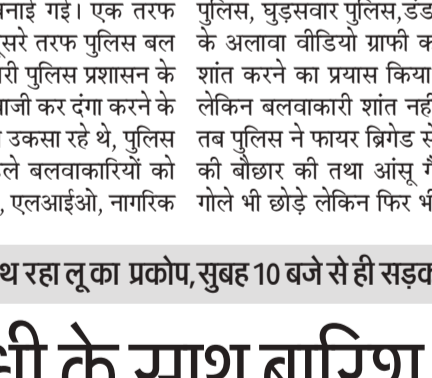 बनाई गई। एक तरफ
दूसरे तरफ पुलिस बल
पुलिस प्रशासन के
कर दंगा करने के
उकसा रहे थे, पुलिस
बलवाकारियों को
, एलआईओ, नागरिक
पुलिस, घुड़सवार पुलिस,
के अलावा वीडियो ग्राफी
शांत करने का प्रयास किया
लेकिन बलवाकारी शांत नहीं
तब पुलिस ने फायर ब्रिगेड से
की बौछार की तथा आंसू
गोले भी छोड़े लेकिन फिर भी
रहा लू का प्रकोप, सुबह 10 बजे से ही
के साथ बारिश